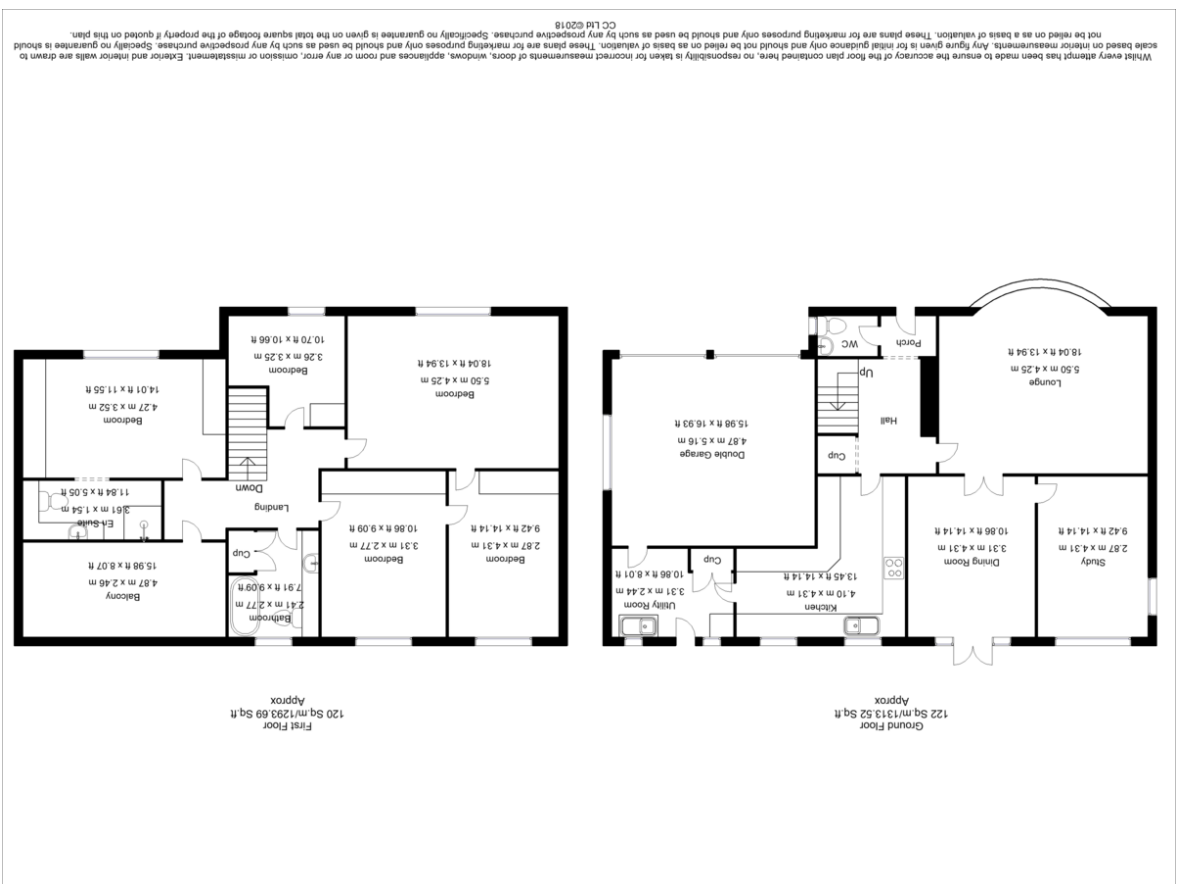 Ground Floor
122 Sq.m/1313.52 Sq.ft
Approx
Study
2.87 m x 4.31
9.42 ft x 14.14
Dining Room
3.31 m x 4.31
10.86 ft x 14.14
Kitchen
4.10 m x 4.31
13.45 ft x 14.14 ft
Utility Room
3.31 m x 2.44
10.86 ft x 8.01
Cup
Lounge
5.50 m x 4.25 m
18.04 ft x 13.94 ft
Cup
Hall
Up
Double Garage
4.87 m x 5.16 m
15.98 ft x 16.93 ft
Porch
WC
First Floor
120 Sq.m/1293.69 Sq.ft
Approx
Bedroom
2.87 m x 4.31
9.42 ft x 14.14
Bedroom
3.31 m x 2.77
10.86 ft x 9.09
Bathroom
2.41 m x 2.77 m
7.91 ft x 9.09 ft
Cup
Balcony
4.87 m x 2.46 m
15.98 ft x 8.07 ft
Landing
Down
En-Suite
3.61 m x 1.54 m
11.84 ft x 5.05 ft
Bedroom
5.50 m x 4.25 m
18.04 ft x 13.94 ft
Bedroom
3.26 m x 3.25 m
10.70 ft x 10.66 ft
Bedroom
4.27 m x 3.52 m
14.01 ft x 11.55 ft
Whilst every attempt has been made to ensure the accuracy of the floor plan contained here, no responsibility is taken for incorrect measurements of doors, windows, appliances and room or any error, omission or misstatement. Exterior and interior walls are drawn to
scale based on interior measurements. Any figure given is for initial guidance only and should not be relied on as basis of valuation. These plans are for marketing purposes only and should be used as such by any prospective purchase. Specially no guarantee is should
not be relied on as a basis of valuation. These plans are for marketing purposes only and should be used as such by any prospective purchase. Specifically no guarantee is given on the total square footage of the property if quoted on this plan.
CC Ltd ©2018